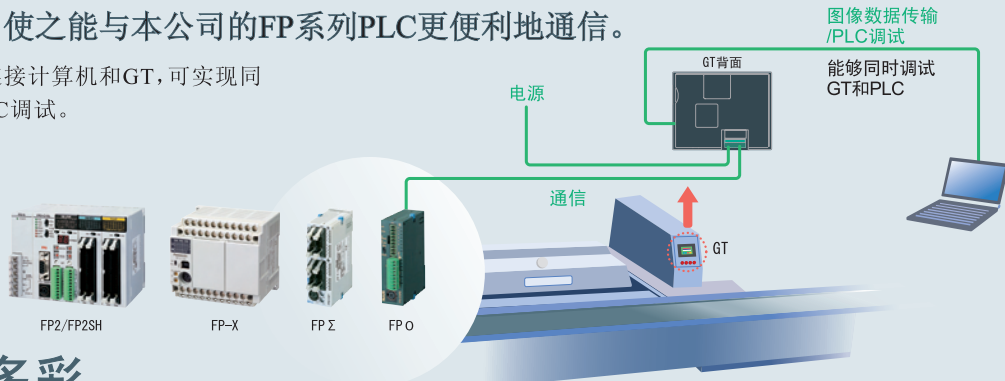 使之能与本公司的FP系列PLC更便利地通信。
接计算机和GT,可实现同
C调试。
图像数据传输
/PLC调试
能够同时调试
GT和PLC
GT背面
电源
通信
GT
FP2/FP2SH
FP-X
FPΣ
FPO
多彩